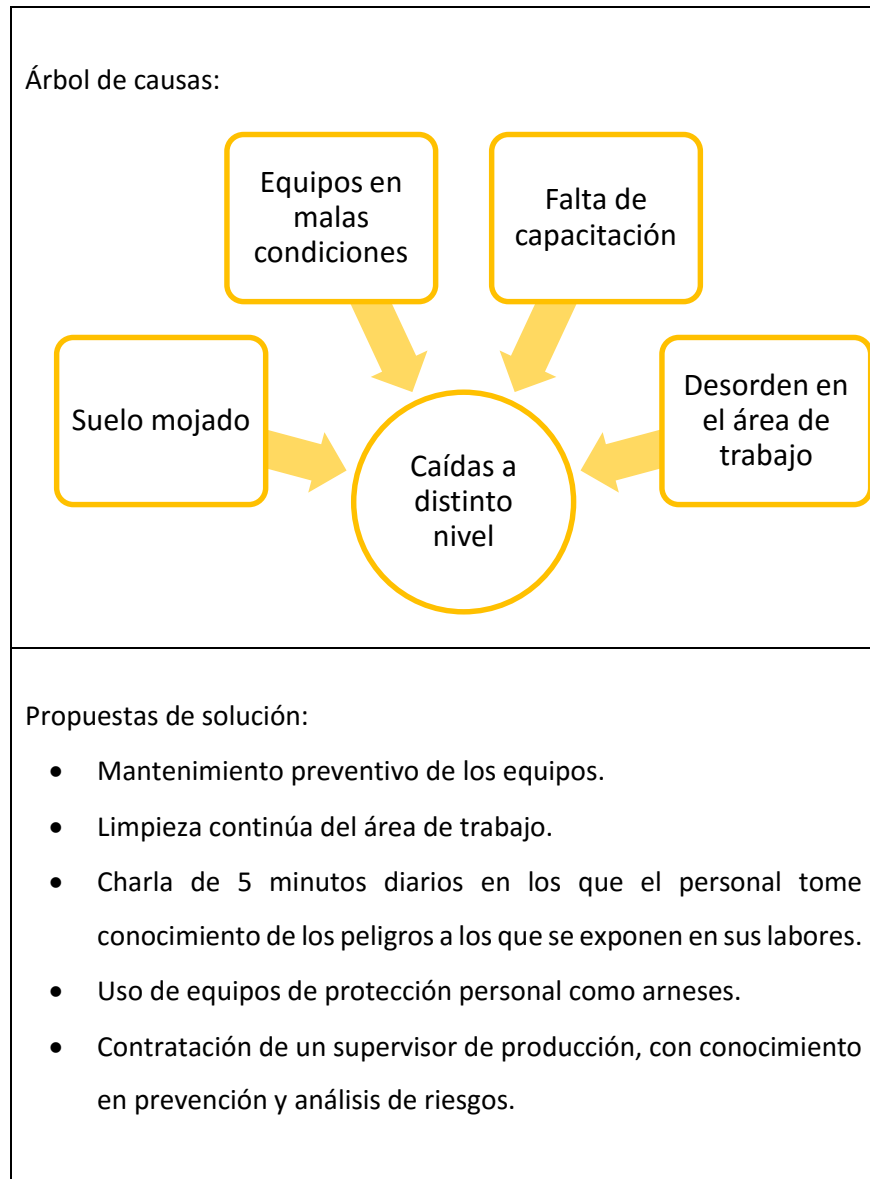 Árbol de causas:
Equipos en
malas
condiciones
Falta de
capacitación
Suelo mojado
Desorden en
el área de
trabajo
Caídas a
distinto
nivel
Propuestas de solución:
• Mantenimiento preventivo de los equipos.
• Limpieza continúa del área de trabajo.
• Charla de 5 minutos diarios en los que el personal tome
conocimiento de los peligros a los que se exponen en sus labores.
• Uso de equipos de protección personal como arneses.
• Contratación de un supervisor de producción, con conocimiento
en prevención y análisis de riesgos.